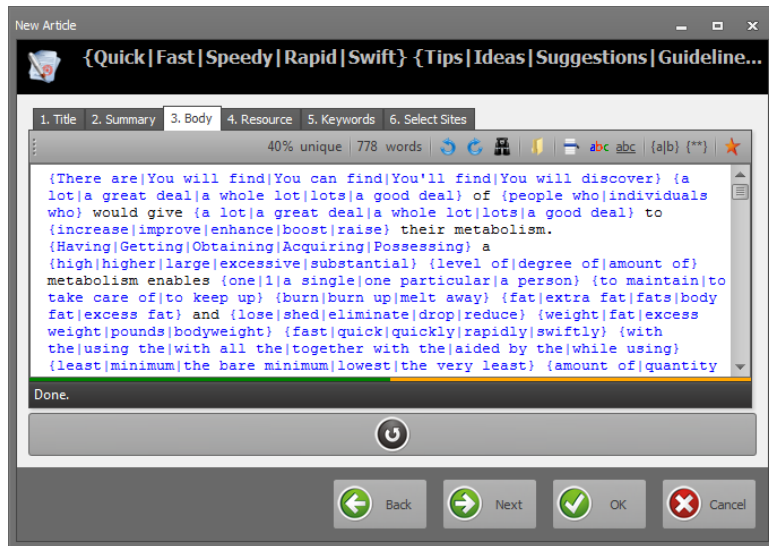 New Article
{Quick|Fast|Speedy|Rapid|Swift} {Tips|Ideas|Suggestions|Guideline...
1. Title 2. Summary 3. Body 4. Resource 5. Keywords 6. Select Sites
40% unique 778 words abc abc {a|b} {**}
{There are|You will find|You can find|You'll find|You will discover} {a
lot|a great deal|a whole lot|lots|a good deal} of {people who|individuals
who} would give {a lot|a great deal|a whole lot|lots|a good deal} to
{increase|improve|enhance|boost|raise} their metabolism.
{Having|Getting|Obtaining|Acquiring|Possessing} a
{high|higher|large|excessive|substantial} {level of|degree of|amount of}
metabolism enables {one|1|a single|one particular|a person} {to maintain|to
take care of|to keep up} {burn|burn up|melt away} {fat|extra fat|fats|body
fat|excess fat} and {lose|shed|eliminate|drop|reduce} {weight|fat|excess
weight|pounds|bodyweight} {fast|quick|quickly|rapidly|swiftly} {with
the|using the|with all the|together with the|aided by the|while using}
{least|minimum|the bare minimum|lowest|the very least} {amount of|quantity
Done.
Back Next OK Cancel